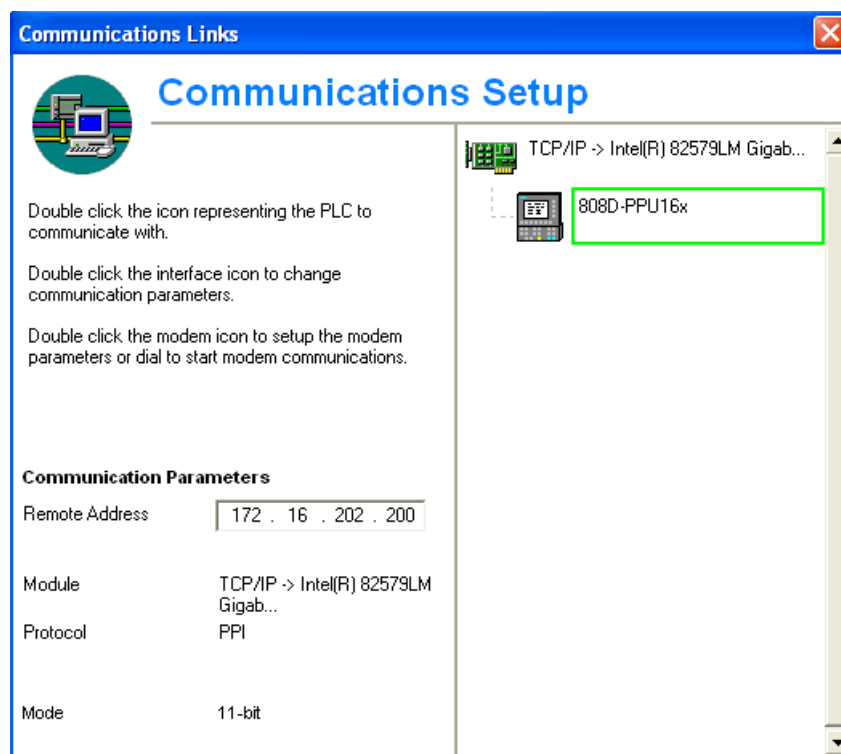 Communications Links
Communications Setup
TCP/IP -> Intel(R) 82579LM Gigab...
808D-PPU16x
Double click the icon representing the PLC to
communicate with.
Double click the interface icon to change
communication parameters.
Double click the modem icon to setup the modem
parameters or dial to start modem communications.
Communication Parameters
Remote Address 172 . 16 . 202 . 200
Module TCP/IP -> Intel(R) 82579LM
Gigab...
Protocol PPI
Mode 11-bit